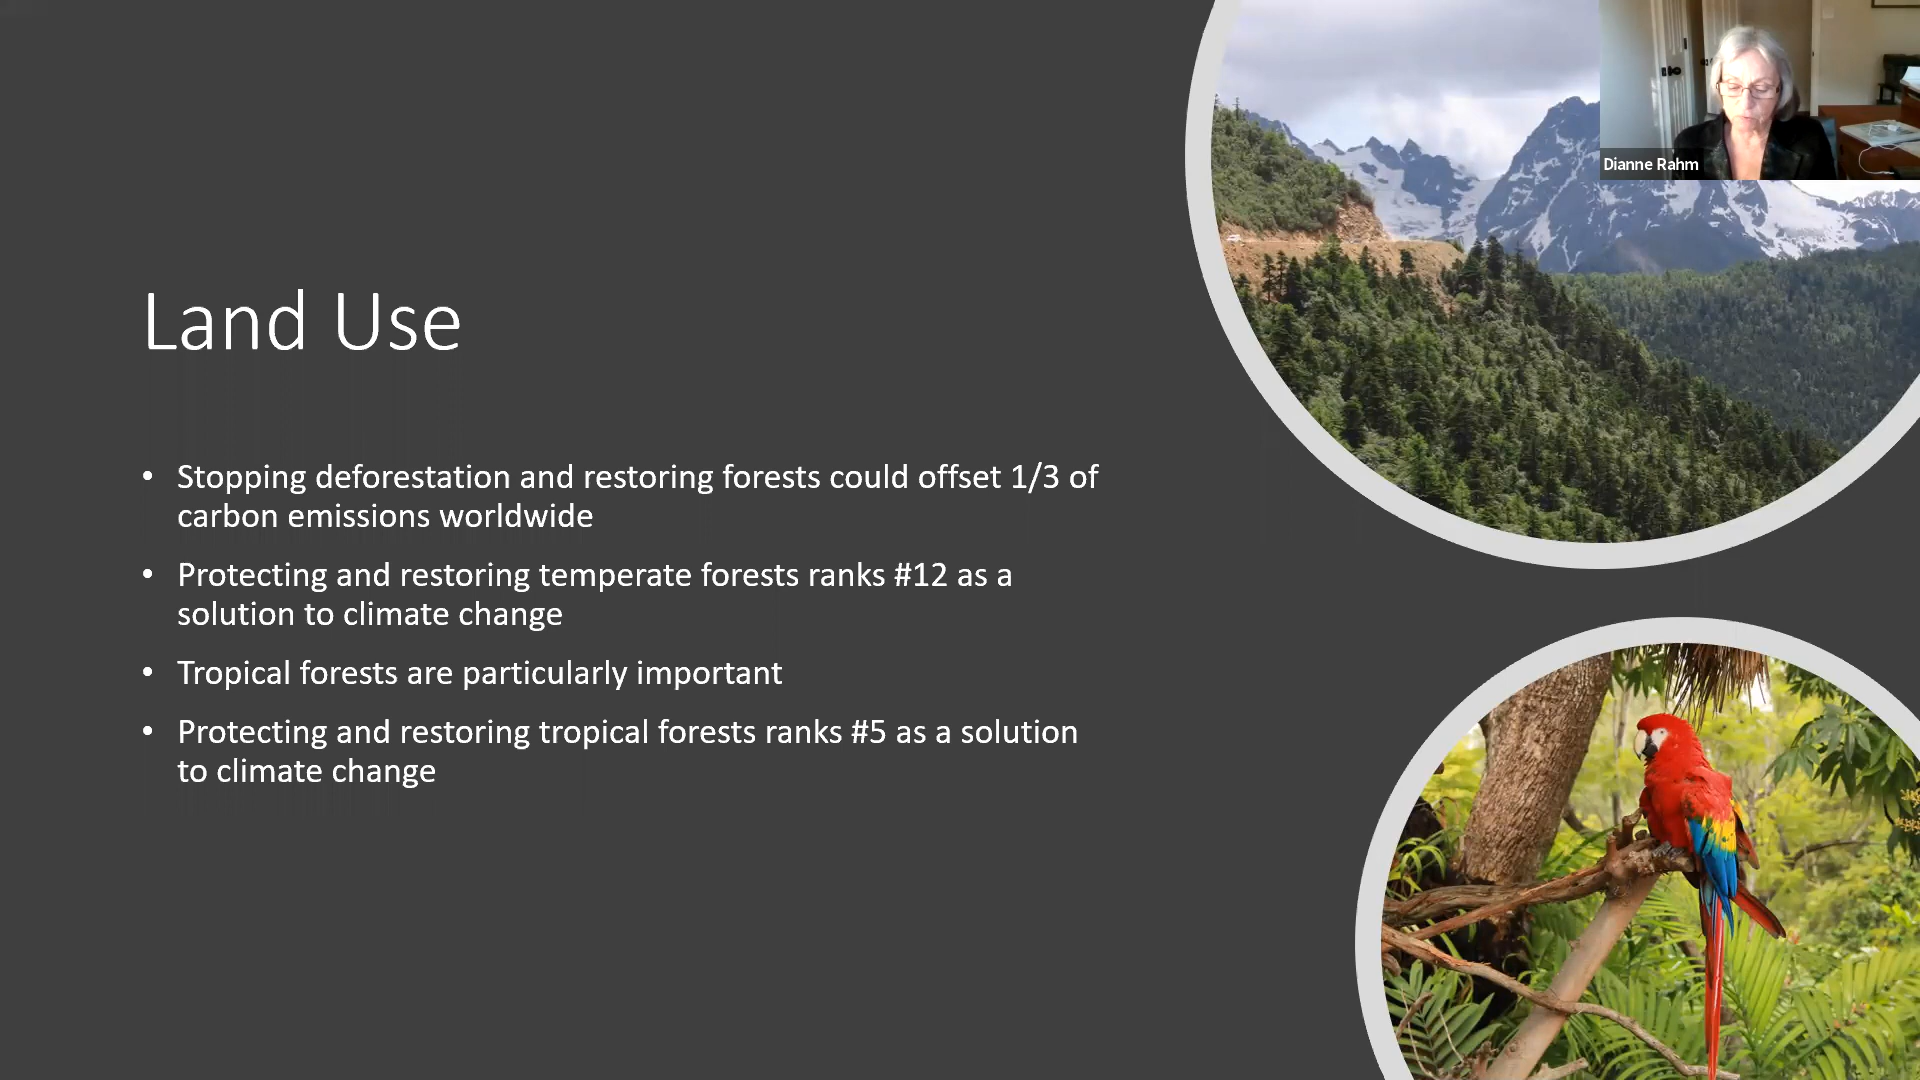 Dianne Rahm
Land Use
• Stopping deforestation and restoring forests could offset 1/3 of
carbon emissions worldwide
• Protecting and restoring temperate forests ranks #12 as a
solution to climate change
• Tropical forests are particularly important
• Protecting and restoring tropical forests ranks #5 as a solution
to climate change